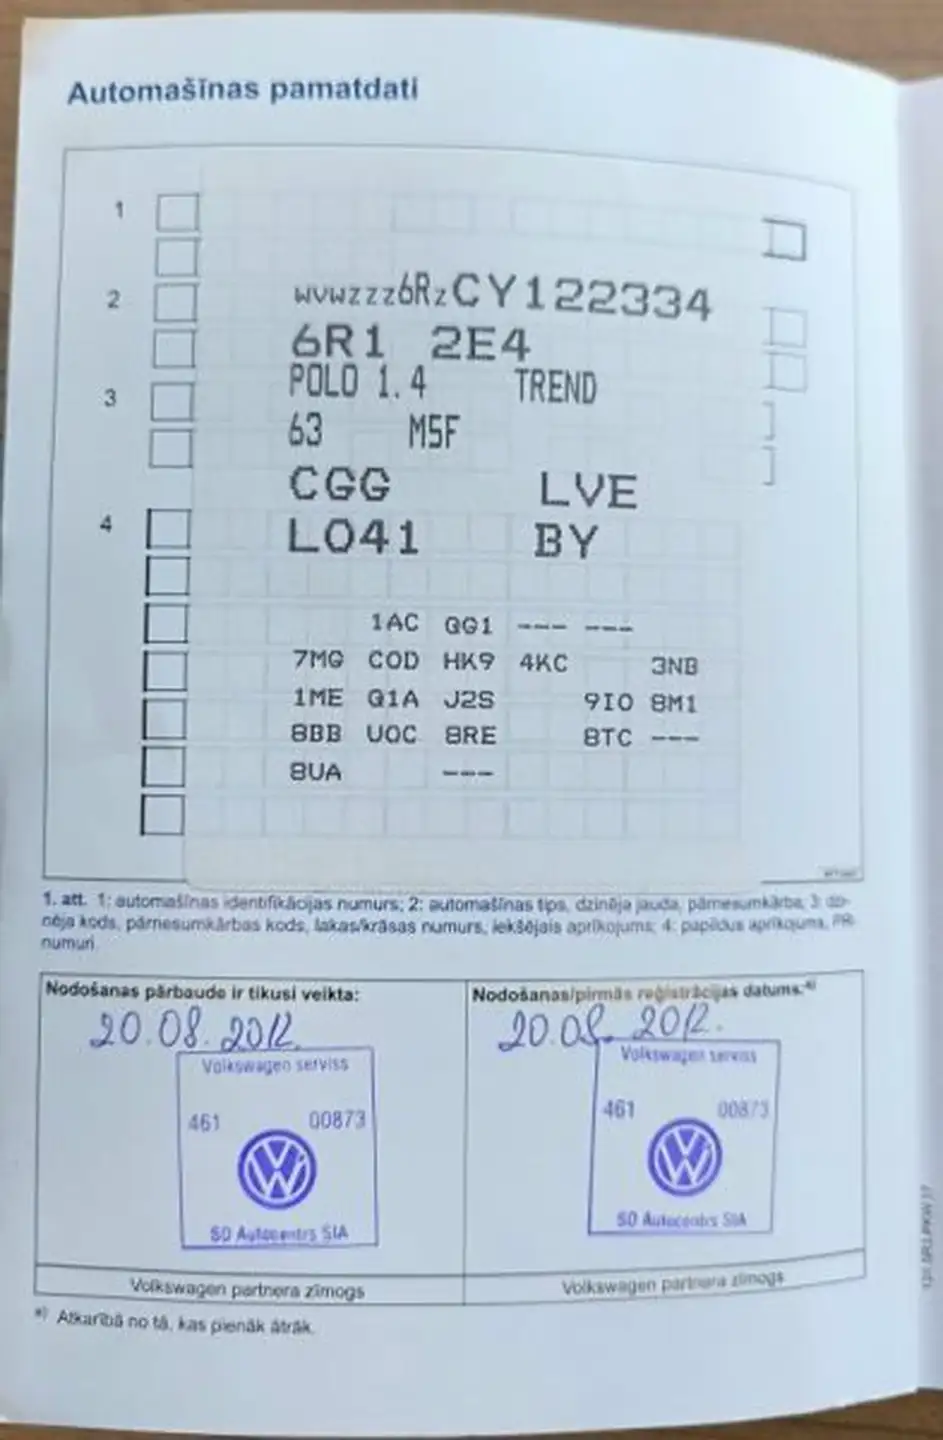 Automašīnas pamatdati
1
2
WVWZZZ6RZCY122334
6R1 2E4
3
POLO 1.4 TREND
63 M5F
CGG LVE
4
L041 BY
1AC QG1 --- ---
7MG C0D HK9 4KC 3NB
1ME Q1A J2S 9I0 8M1
8BB U0C 8RE 8TC ---
8UA ---
1. att. 1: automašīnas identifikācijas numurs; 2: automašīnas tips, dzinēja jauda, pārnesumkārba; 3: dzi-
nēja kods, pārnesumkārbas kods, lakas/krāsas numurs, iekšējais aprīkojums; 4: papildus aprīkojums, PR-
numuri
Nodošanas pārbaude ir tikusi veikta:
20.08.2012.
Volkswagen serviss
461 00873
SD Autocentrs SIA
Volkswagen partnera zīmogs
Nodošanas/pirmās reģistrācijas datums:a)
20.08.2012.
Volkswagen serviss
461 00873
SD Autocentrs SIA
Volkswagen partnera zīmogs
a) Atkarībā no tā, kas pienāk ātrāk.